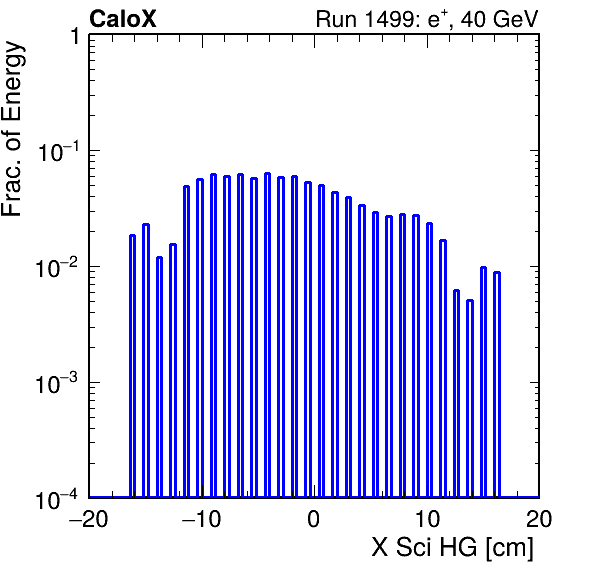 CaloX
Run 1499: e⁺, 40 GeV
Frac. of Energy
1
10⁻¹
10⁻²
10⁻³
10⁻⁴
−20
−10
0
10
20
X Sci HG [cm]